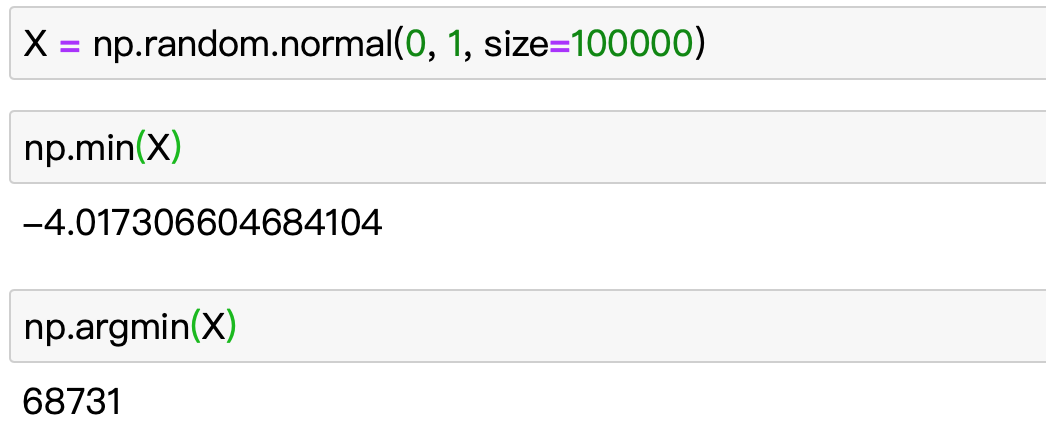 X = np.random.normal(0, 1, size=100000)
np.min(X)
-4.017306604684104
np.argmin(X)
68731